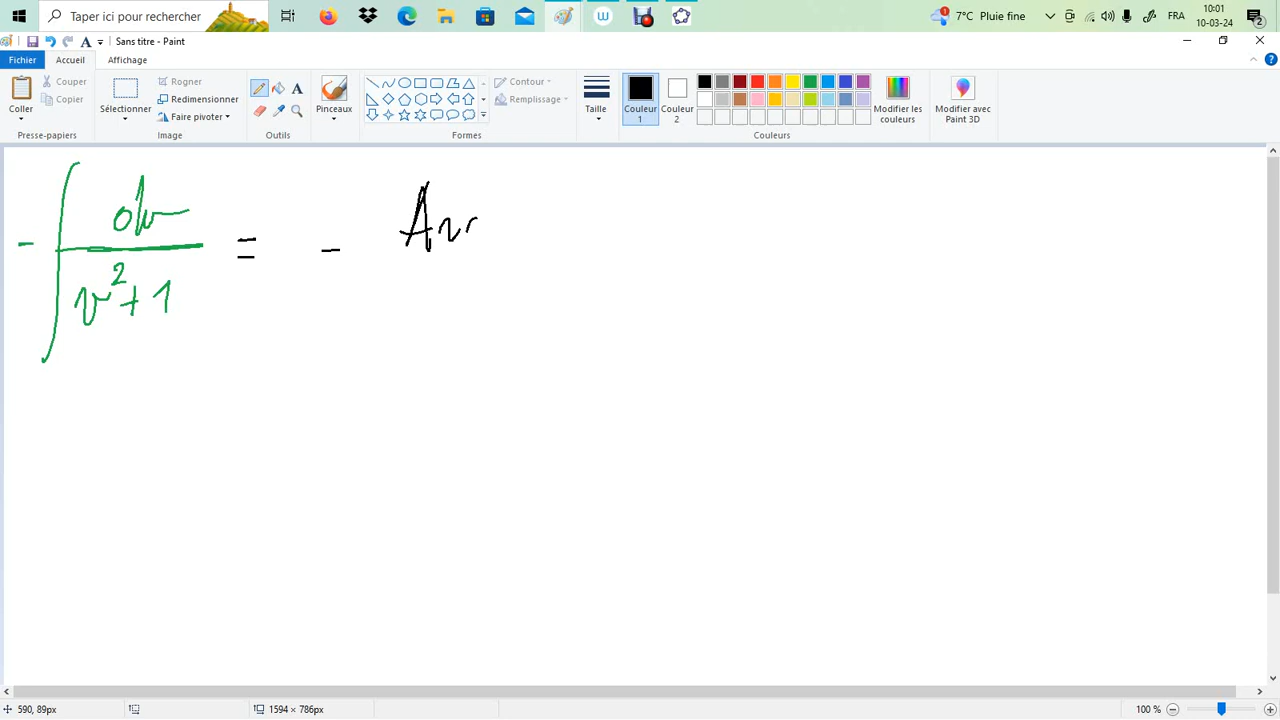 Taper ici pour rechercher 7°C Pluie fine FRA 10:01
10-03-24 2
Sans titre - Paint
Fichier Accueil Affichage
Coller Couper Copier Sélectionner Rogner Redimensionner Faire pivoter A Pinceaux Contour Remplissage Taille Couleur 1 Couleur 2 Modifier les couleurs Modifier avec Paint 3D
Presse-papiers Image Outils Formes Couleurs
- ∫ dv / (v² + 1) = - Arc
590, 89px 1594 × 786px 100 %